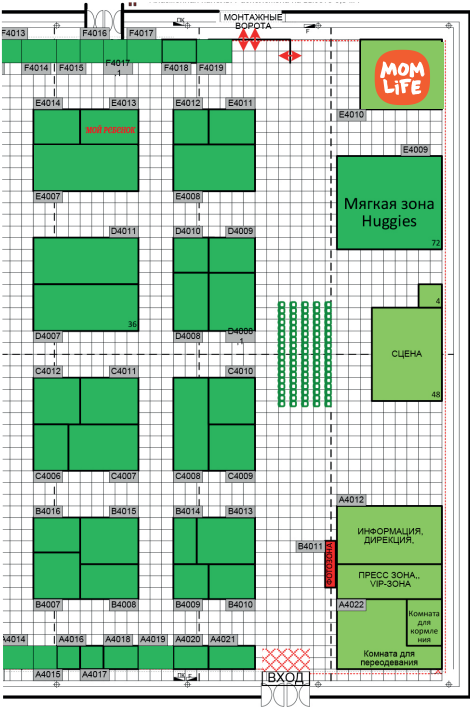 МОНТАЖНЫЕ
ВОРОТА
ПК
F
F4013
F4016
F4017
F4014
F4015
F4017
,1
F4018
F4019
MOM
LiFE
E4014
E4013
E4012
E4011
E4010
МОЙ РЕБЕНОК
E4009
Мягкая зона
Huggies
72
E4007
E4008
D4011
D4010
D4009
36
4
D4007
D4008
D4008
,1
СЦЕНА
48
C4012
C4011
C4010
C4006
C4007
C4008
C4009
A4012
B4016
B4015
B4014
B4013
ИНФОРМАЦИЯ,
ДИРЕКЦИЯ,
B4011
ФОТОЗОНА
ПРЕСС ЗОНА,,
VIP-ЗОНА
B4007
B4008
B4009
B4010
A4022
Комната
для
кормле
ния
Комната для
переодевания
A4014
A4016
A4018
A4019
A4020
A4021
A4015
A4017
ПК
F
ВХОД